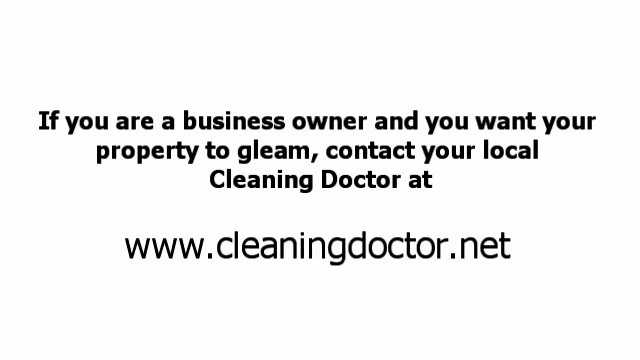 If you are a business owner and you want your
property to gleam, contact your local
Cleaning Doctor at
www.cleaningdoctor.net